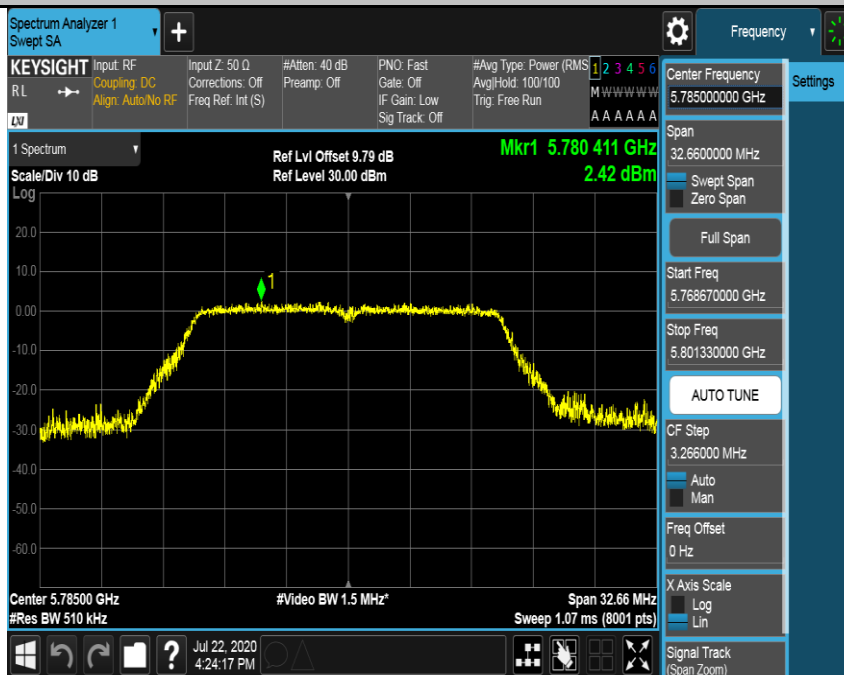 Spectrum Analyzer 1
Swept SA
+
Frequency
KEYSIGHT
RL
LXI
Input: RF
Coupling: DC
Align: Auto/No RF
Input Z: 50 Ω
Corrections: Off
Freq Ref: Int (S)
#Atten: 40 dB
Preamp: Off
PNO: Fast
Gate: Off
IF Gain: Low
Sig Track: Off
#Avg Type: Power (RMS
Avg|Hold: 100/100
Trig: Free Run
1 2 3 4 5 6
M W W W W W
A A A A A A
1 Spectrum
Scale/Div 10 dB
Log
Ref Lvl Offset 9.79 dB
Ref Level 30.00 dBm
Mkr1 5.780 411 GHz
2.42 dBm
20.0
10.0
0.00
-10.0
-20.0
-30.0
-40.0
-50.0
-60.0
1
Center 5.78500 GHz
#Res BW 510 kHz
#Video BW 1.5 MHz*
Span 32.66 MHz
Sweep 1.07 ms (8001 pts)
?
Jul 22, 2020
4:24:17 PM
Center Frequency
5.785000000 GHz
Span
32.6600000 MHz
Swept Span
Zero Span
Full Span
Start Freq
5.768670000 GHz
Stop Freq
5.801330000 GHz
AUTO TUNE
CF Step
3.266000 MHz
Auto
Man
Freq Offset
0 Hz
X Axis Scale
Log
Lin
Signal Track
(Span Zoom)
Settings